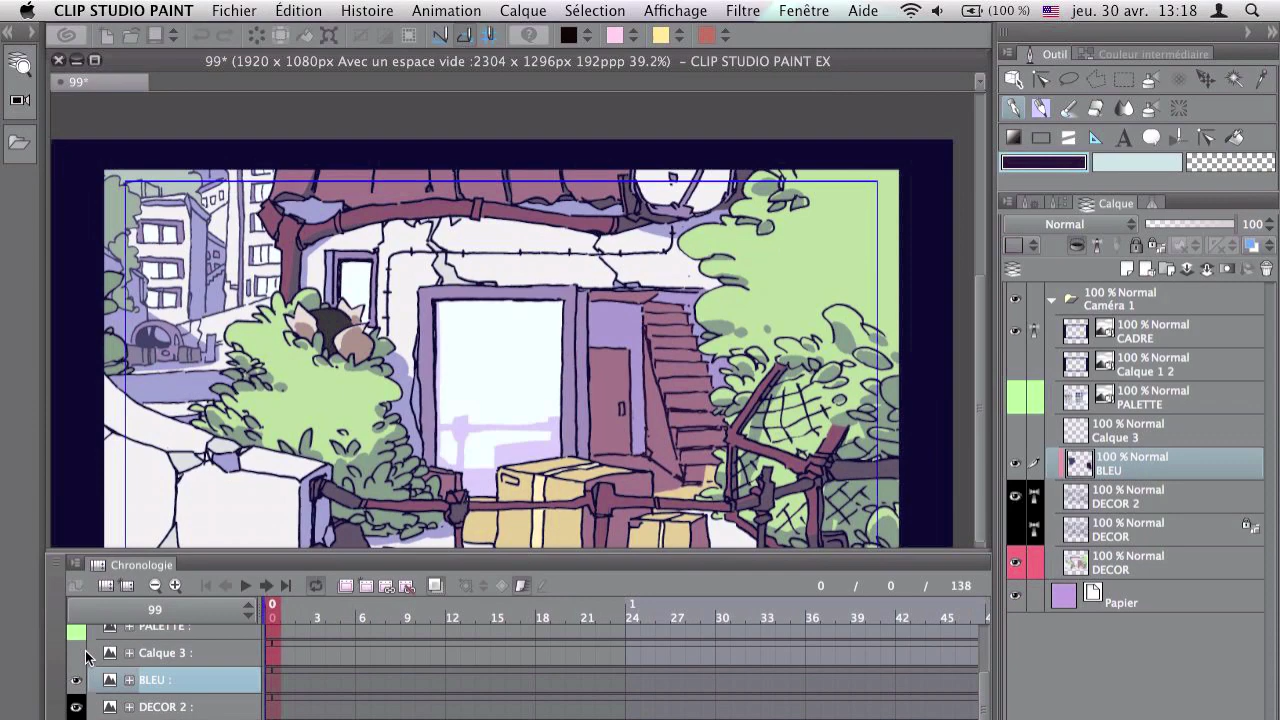 CLIP STUDIO PAINT Fichier Édition Histoire Animation Calque Sélection Affichage Filtre Fenêtre Aide (100 %) jeu. 30 avr. 13:18
99* (1920 x 1080px Avec un espace vide :2304 x 1296px 192ppp 39.2%) – CLIP STUDIO PAINT EX
99*
Outil
Couleur intermédiaire
Calque
Normal
100
100 % Normal
Caméra 1
100 % Normal
CADRE
100 % Normal
Calque 1 2
100 % Normal
PALETTE
100 % Normal
Calque 3
100 % Normal
BLEU
100 % Normal
DECOR 2
100 % Normal
DECOR
100 % Normal
DECOR
Papier
Chronologie
0 / 0 / 138
99
0 1
0 3 6 9 12 15 18 21 24 27 30 33 36 39 42 45
PALETTE :
Calque 3 :
BLEU :
DECOR 2 :